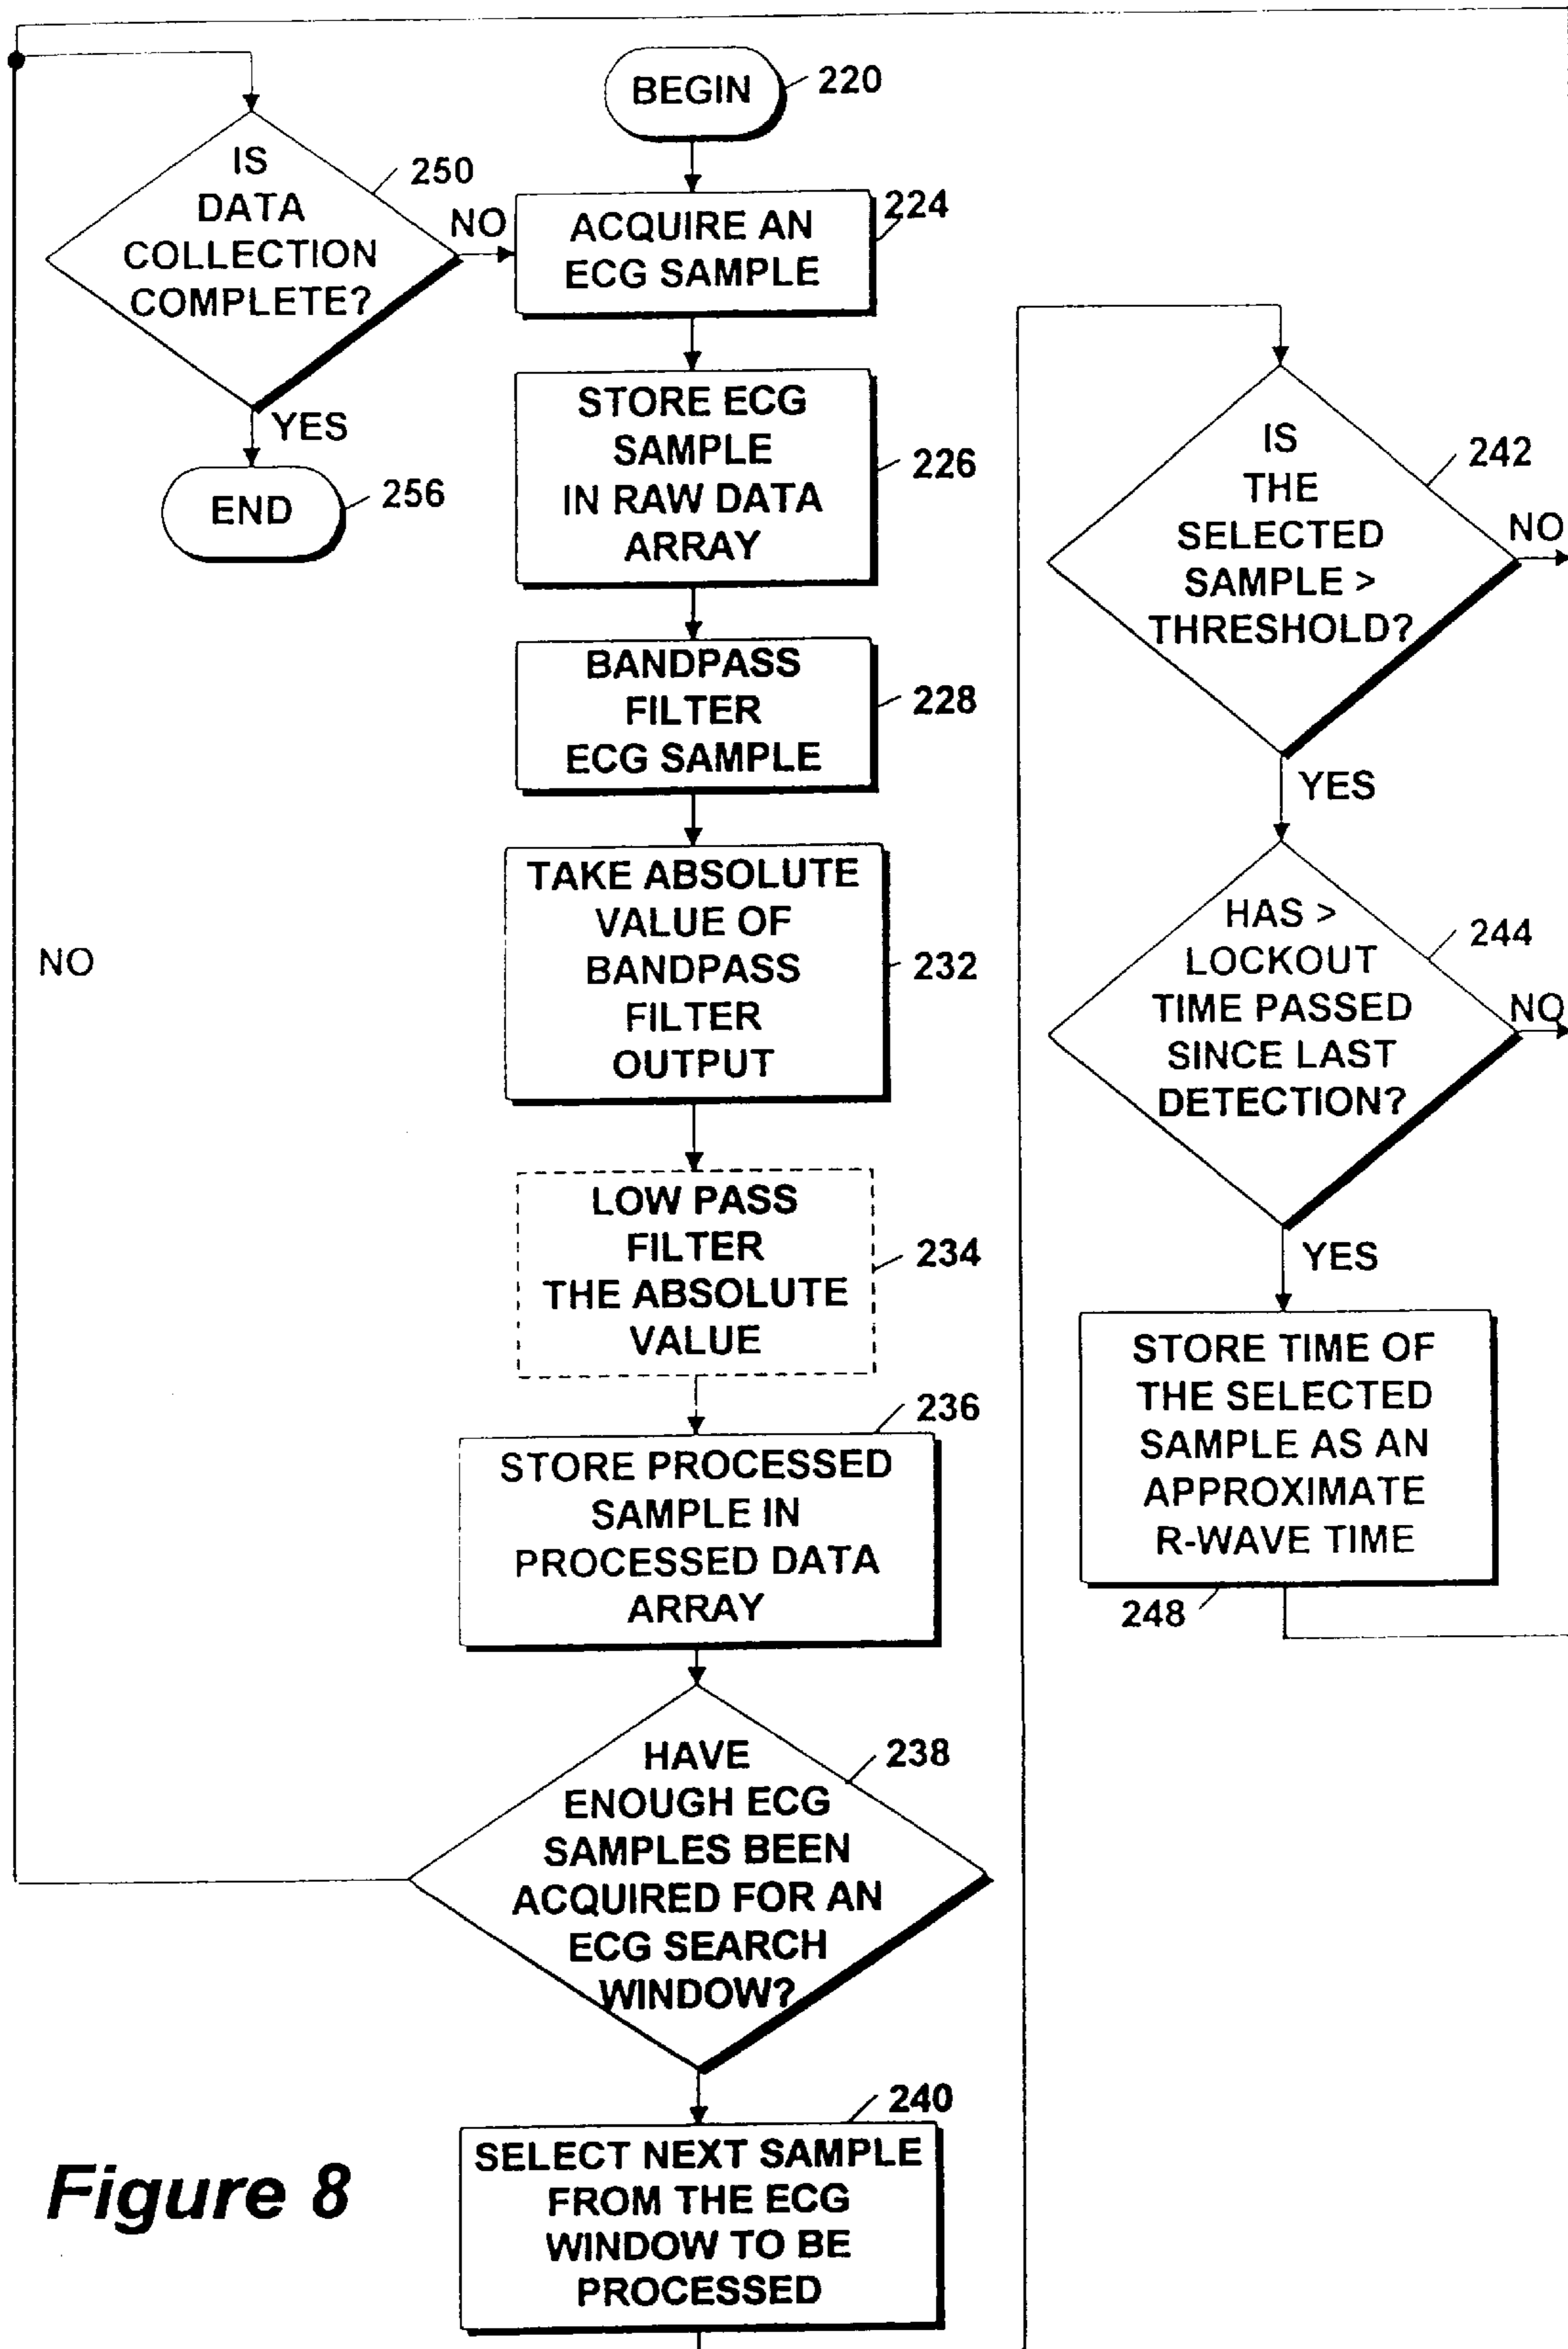 BEGIN
220
IS
DATA
COLLECTION
COMPLETE?
250
NO
YES
END
256
ACQUIRE AN
ECG SAMPLE
224
STORE ECG
SAMPLE
IN RAW DATA
ARRAY
226
BANDPASS
FILTER
ECG SAMPLE
228
TAKE ABSOLUTE
VALUE OF
BANDPASS
FILTER
OUTPUT
232
LOW PASS
FILTER
THE ABSOLUTE
VALUE
234
236
STORE PROCESSED
SAMPLE IN
PROCESSED DATA
ARRAY
HAVE
ENOUGH ECG
SAMPLES BEEN
ACQUIRED FOR AN
ECG SEARCH
WINDOW?
238
NO
240
SELECT NEXT SAMPLE
FROM THE ECG
WINDOW TO BE
PROCESSED
IS
THE
SELECTED
SAMPLE >
THRESHOLD?
242
NO
YES
HAS >
LOCKOUT
TIME PASSED
SINCE LAST
DETECTION?
244
NO
YES
STORE TIME OF
THE SELECTED
SAMPLE AS AN
APPROXIMATE
R-WAVE TIME
248
Figure 8